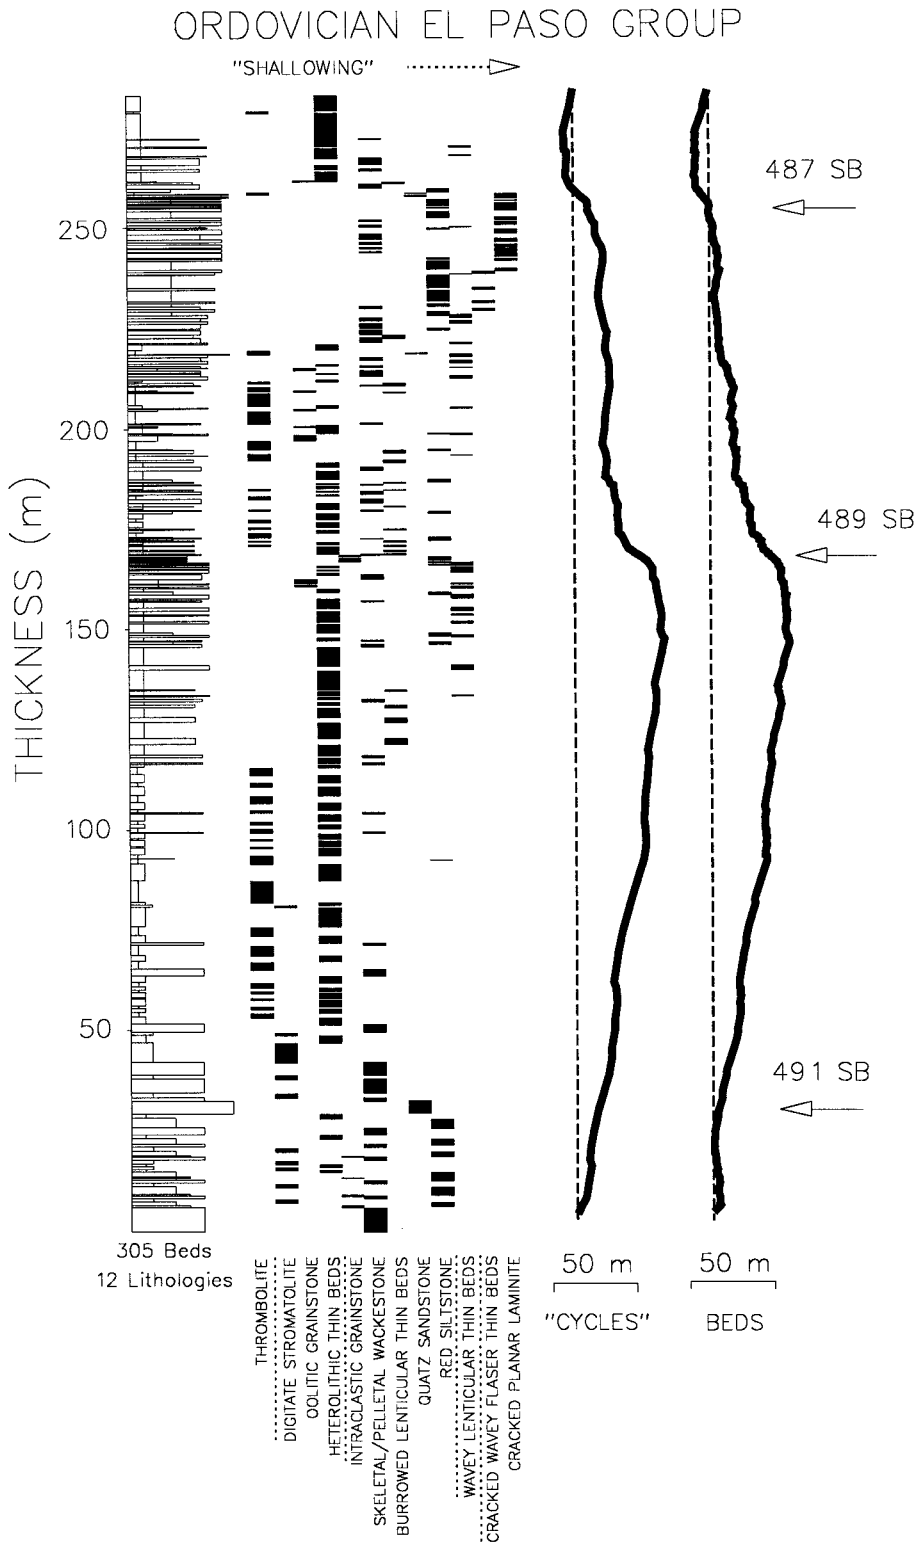 ORDOVICIAN EL PASO GROUP
"SHALLOWING"
487 SB
250
200
489 SB
THICKNESS (m)
150
100
50
491 SB
305 Beds
12 Lithologies
THROMBOLITE
DIGITATE STROMATOLITE
OOLITIC GRAINSTONE
HETEROLITHIC THIN BEDS
INTRACLASTIC GRAINSTONE
SKELETAL/PELLETAL WACKESTONE
BURROWED LENTICULAR THIN BEDS
QUATZ SANDSTONE
RED SILTSTONE
WAVEY LENTICULAR THIN BEDS
CRACKED WAVEY FLASER THIN BEDS
CRACKED PLANAR LAMINITE
50 m
"CYCLES"
50 m
BEDS